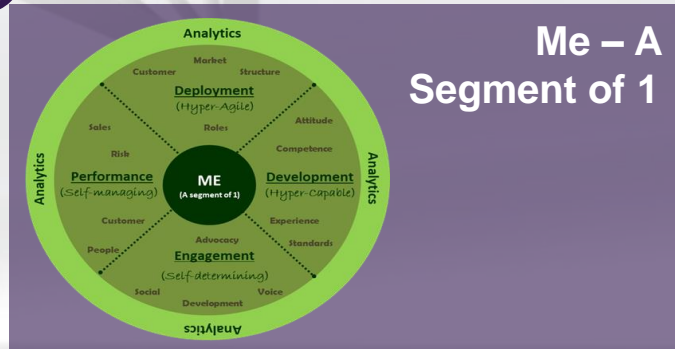 Me – A
Segment of 1
Analytics
Market
Customer
Structure
Deployment
(Hyper-Agile)
Roles
Sales
Risk
Performance
(Self-managing)
Customer
People
Analytics
ME
(A segment of 1)
Attitude
Competence
Development
(Hyper-Capable)
Experience
Standards
Analytics
Advocacy
Engagement
(Self-determining)
Social
Voice
Development
Analytics